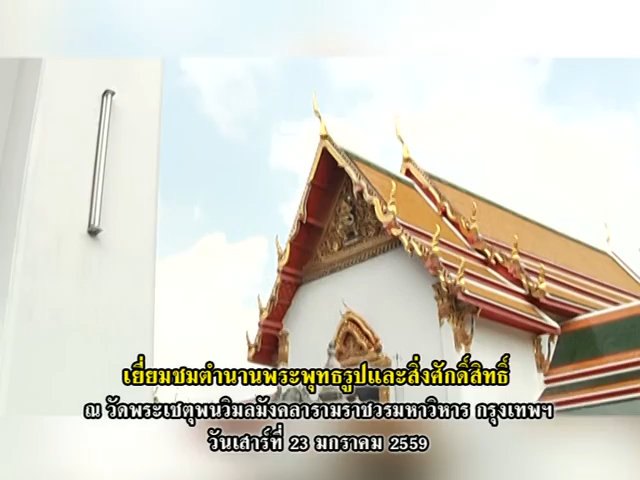 เยี่ยมชมตำนานพระพุทธรูปและสิ่งศักดิ์สิทธิ์
ณ วัดพระเชตุพนวิมลมังคลารามราชวรมหาวิหาร กรุงเทพฯ
วันเสาร์ที่ 23 มกราคม 2559